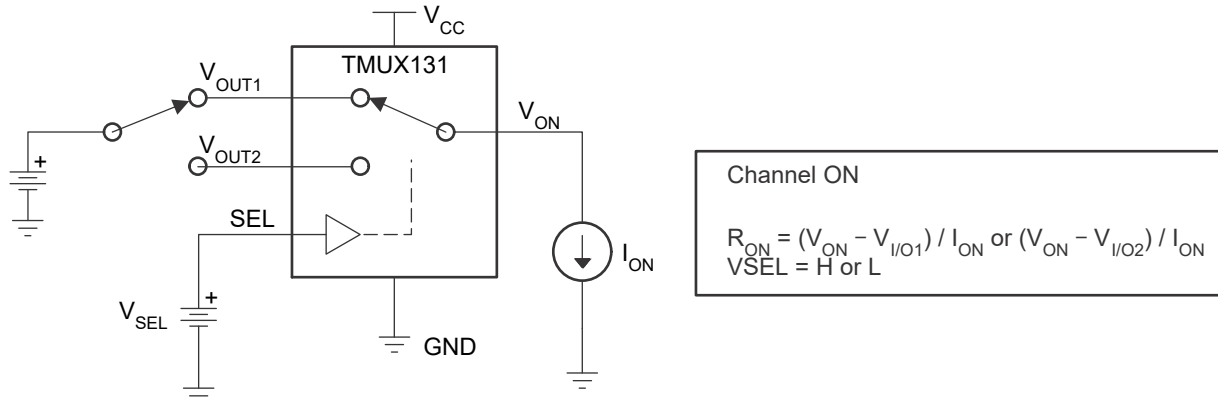 V_CC
TMUX131
V_OUT1
V_ON
+
V_OUT2
SEL
I_ON
+
V_SEL
GND
Channel ON
R_ON = (V_ON − V_I/O1) / I_ON or (V_ON − V_I/O2) / I_ON
VSEL = H or L